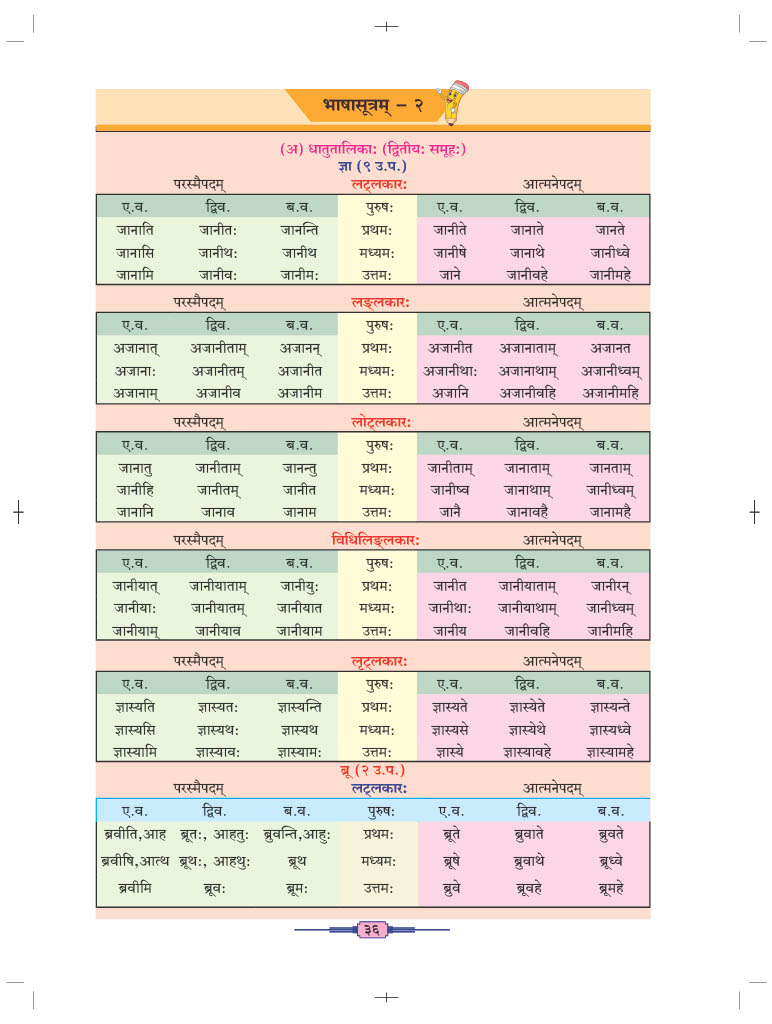 भाषासूत्रम् – २
(अ) धातुतालिका: (द्वितीय: समूह:)
ज्ञा (९ उ.प.)
परस्मैपदम् लट्लकार: आत्मनेपदम्
ए.व. द्विव. ब.व. पुरुष: ए.व. द्विव. ब.व.
जानाति जानीत: जानन्ति प्रथम: जानीते जानाते जानते
जानासि जानीथ: जानीथ मध्यम: जानीषे जानाथे जानीध्वे
जानामि जानीव: जानीम: उत्तम: जाने जानीवहे जानीमहे
परस्मैपदम् लङ्लकार: आत्मनेपदम्
ए.व. द्विव. ब.व. पुरुष: ए.व. द्विव. ब.व.
अजानात् अजानीताम् अजानन् प्रथम: अजानीत अजानाताम् अजानत
अजाना: अजानीतम् अजानीत मध्यम: अजानीथा: अजानाथाम् अजानीध्वम्
अजानाम् अजानीव अजानीम उत्तम: अजानि अजानीवहि अजानीमहि
परस्मैपदम् लोट्लकार: आत्मनेपदम्
ए.व. द्विव. ब.व. पुरुष: ए.व. द्विव. ब.व.
जानातु जानीताम् जानन्तु प्रथम: जानीताम् जानाताम् जानताम्
जानीहि जानीतम् जानीत मध्यम: जानीष्व जानाथाम् जानीध्वम्
जानानि जानाव जानाम उत्तम: जानै जानावहै जानामहै
परस्मैपदम् विधिलिङ्लकार: आत्मनेपदम्
ए.व. द्विव. ब.व. पुरुष: ए.व. द्विव. ब.व.
जानीयात् जानीयाताम् जानीयु: प्रथम: जानीत जानीयाताम् जानीरन्
जानीया: जानीयातम् जानीयात मध्यम: जानीथा: जानीयाथाम् जानीध्वम्
जानीयाम् जानीयाव जानीयाम उत्तम: जानीय जानीवहि जानीमहि
परस्मैपदम् लृट्लकार: आत्मनेपदम्
ए.व. द्विव. ब.व. पुरुष: ए.व. द्विव. ब.व.
ज्ञास्यति ज्ञास्यत: ज्ञास्यन्ति प्रथम: ज्ञास्यते ज्ञास्येते ज्ञास्यन्ते
ज्ञास्यसि ज्ञास्यथ: ज्ञास्यथ मध्यम: ज्ञास्यसे ज्ञास्येथे ज्ञास्यध्वे
ज्ञास्यामि ज्ञास्याव: ज्ञास्याम: उत्तम: ज्ञास्ये ज्ञास्यावहे ज्ञास्यामहे
ब्रू (२ उ.प.)
परस्मैपदम् लट्लकार: आत्मनेपदम्
ए.व. द्विव. ब.व. पुरुष: ए.व. द्विव. ब.व.
ब्रवीति,आह ब्रूत:, आहतु: ब्रुवन्ति,आहु: प्रथम: ब्रूते ब्रुवाते ब्रुवते
ब्रवीषि,आत्थ ब्रूथ:, आहथु: ब्रूथ मध्यम: ब्रूषे ब्रुवाथे ब्रूध्वे
ब्रवीमि ब्रूव: ब्रूम: उत्तम: ब्रुवे ब्रूवहे ब्रूमहे
३६